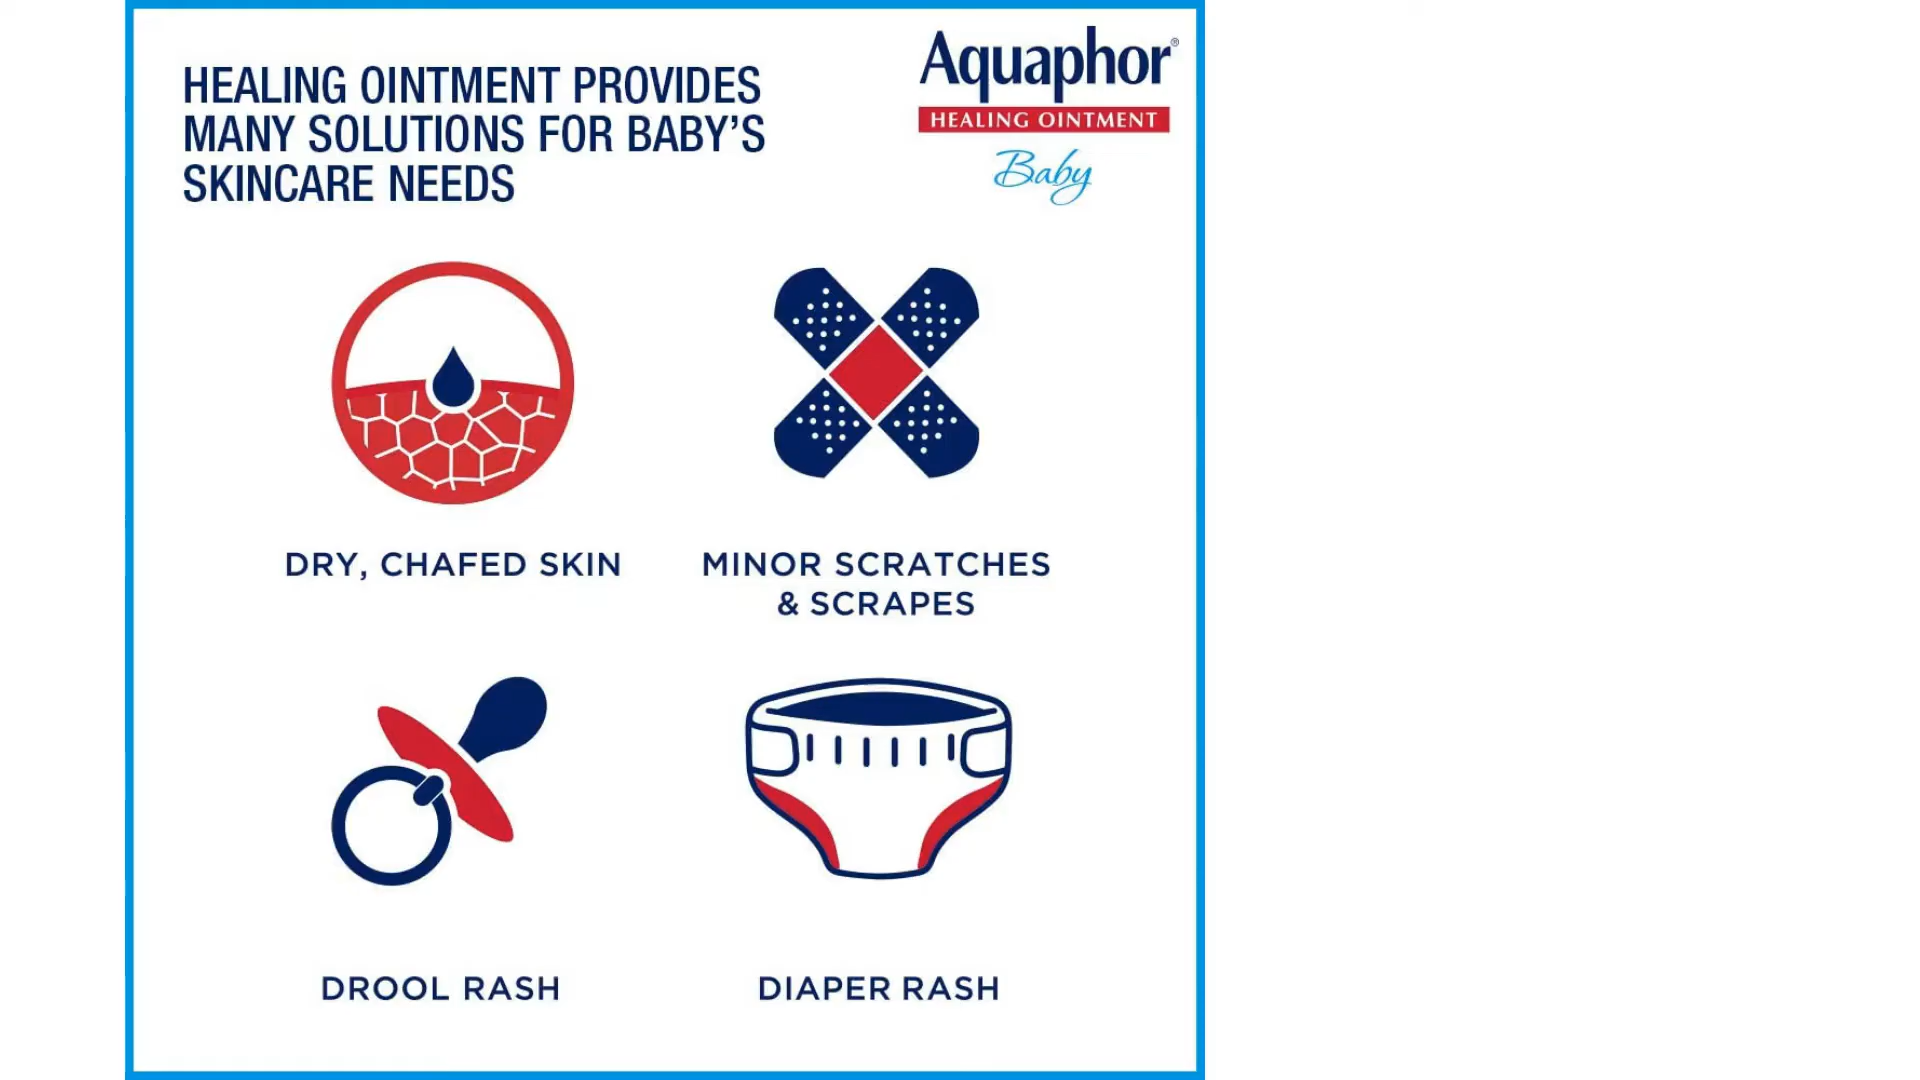 HEALING OINTMENT PROVIDES
MANY SOLUTIONS FOR BABY'S
SKINCARE NEEDS
Aquaphor®
HEALING OINTMENT
Baby
DRY, CHAFED SKIN
MINOR SCRATCHES
& SCRAPES
DROOL RASH
DIAPER RASH